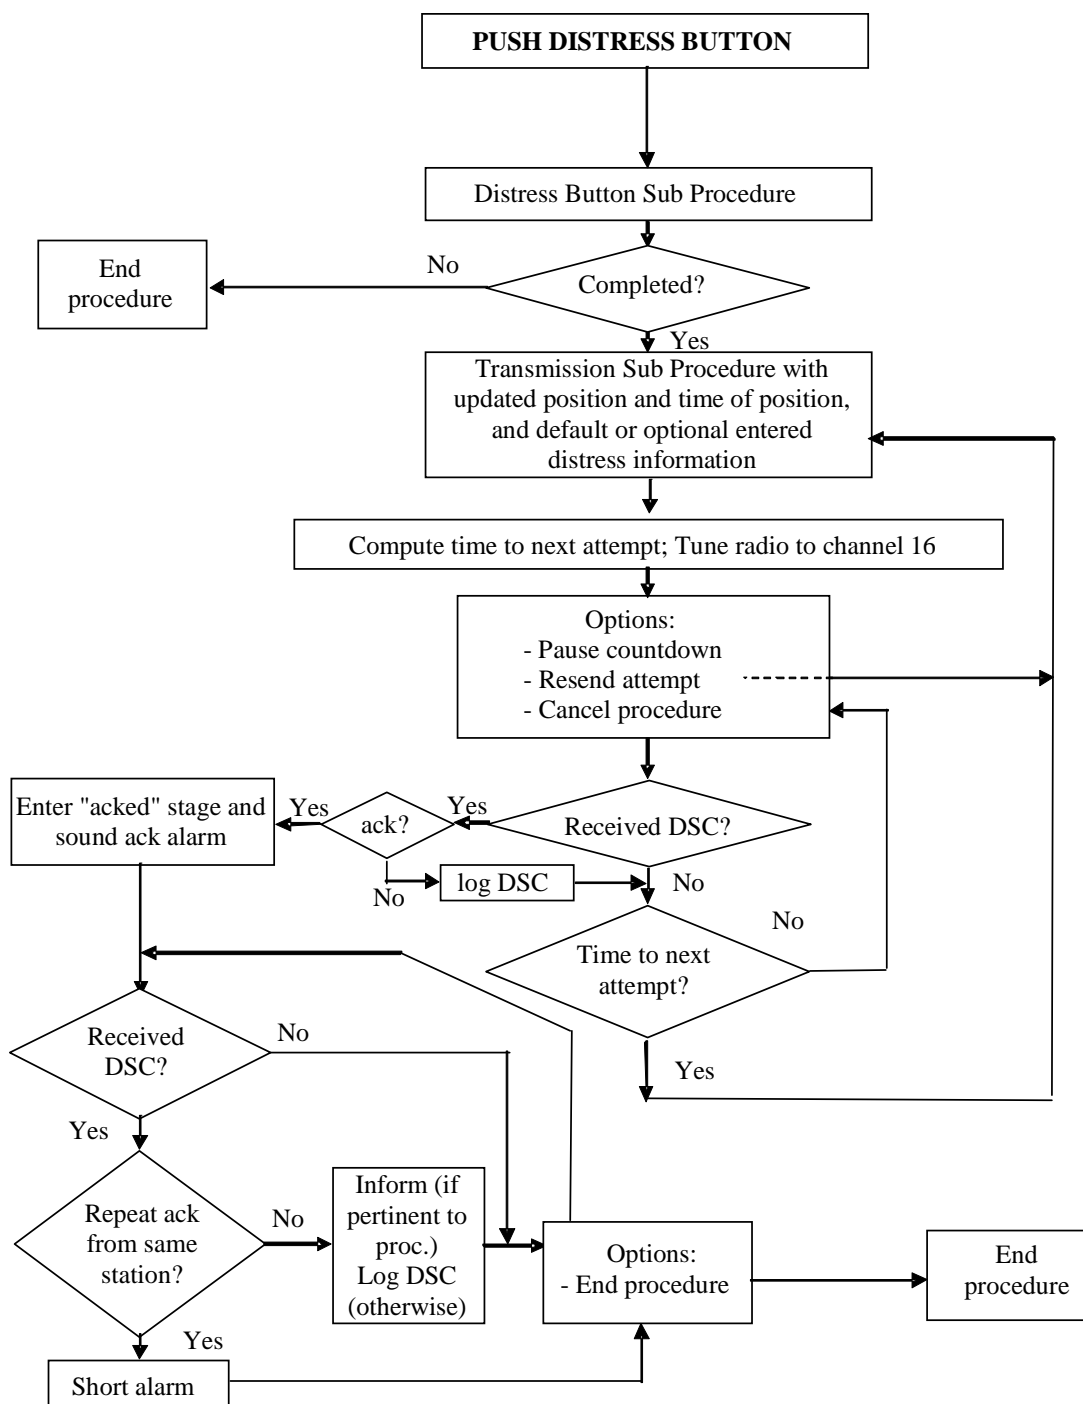 PUSH DISTRESS BUTTON
Distress Button Sub Procedure
End
procedure
No
Completed?
Yes
Transmission Sub Procedure with
updated position and time of position,
and default or optional entered
distress information
Compute time to next attempt; Tune radio to channel 16
Options:
- Pause countdown
- Resend attempt
- Cancel procedure
Enter "acked" stage and
sound ack alarm
Yes
ack?
Yes
Received DSC?
No
log DSC
No
Time to next
attempt?
No
Yes
Received
DSC?
No
Yes
Repeat ack
from same
station?
No
Inform (if
pertinent to
proc.)
Log DSC
(otherwise)
Options:
- End procedure
End
procedure
Yes
Short alarm